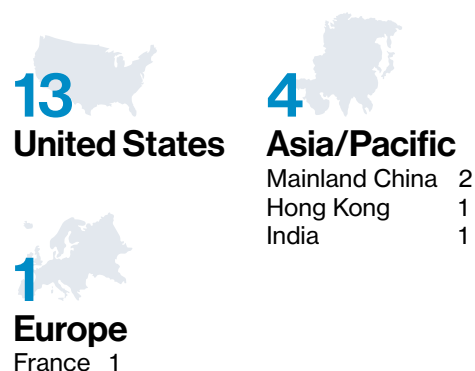 13
United States
4
Asia/Pacific
Mainland China 2
Hong Kong 1
India 1
1
Europe
France 1